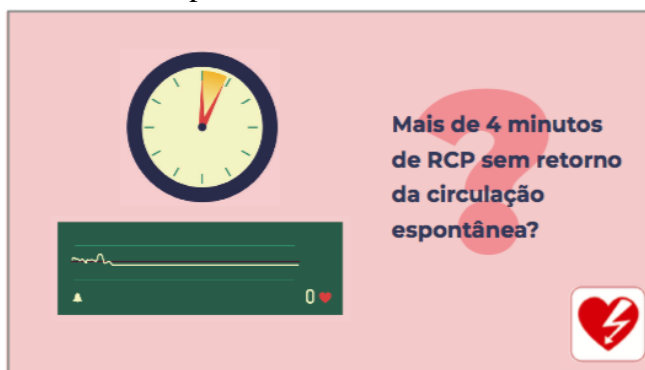 Mais de 4 minutos
de RCP sem retorno
da circulação
espontânea?
?
0